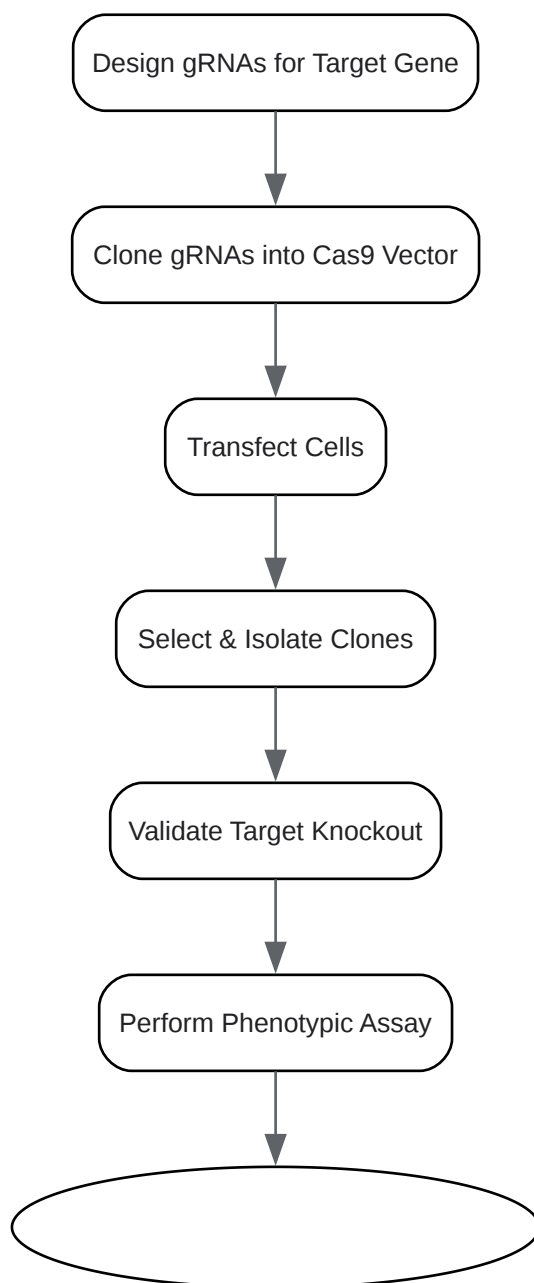 Design gRNAs for Target Gene
Clone gRNAs into Cas9 Vector
Transfect Cells
Select & Isolate Clones
Validate Target Knockout
Perform Phenotypic Assay